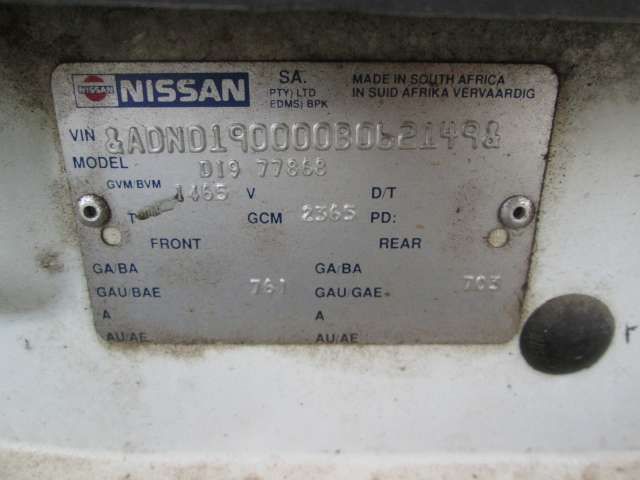 NISSAN SA.
PTY) LTD
EDMS) BPK
MADE IN SOUTH AFRICA
IN SUID AFRIKA VERVAARDIG
VIN &ADND190000B062149&
MODEL D19 77868
GVM/BVM 1465 V D/T
T GCM 2365 PD:
FRONT REAR
GA/BA GA/BA
GAU/BAE 761 GAU/GAE 703
A A
AU/AE AU/AE